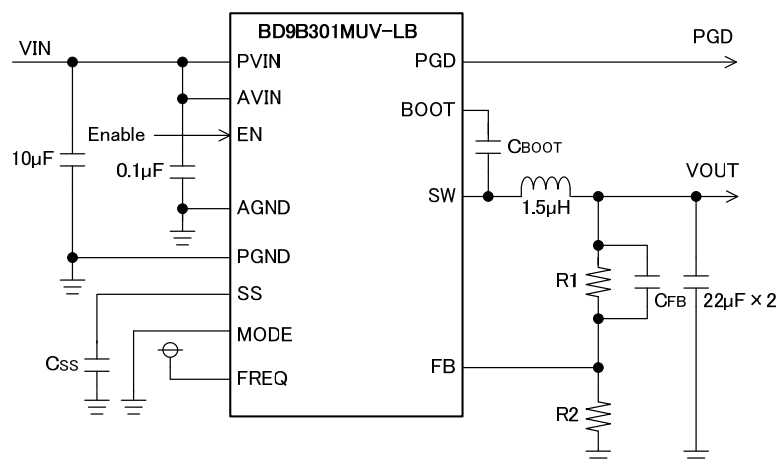 BD9B301MUV-LB
VIN
PVIN
PGD
PGD
AVIN
BOOT
Enable
EN
10μF
0.1μF
CBOOT
VOUT
AGND
SW
1.5μH
PGND
SS
R1
CFB
22μF × 2
MODE
CSS
FREQ
FB
R2